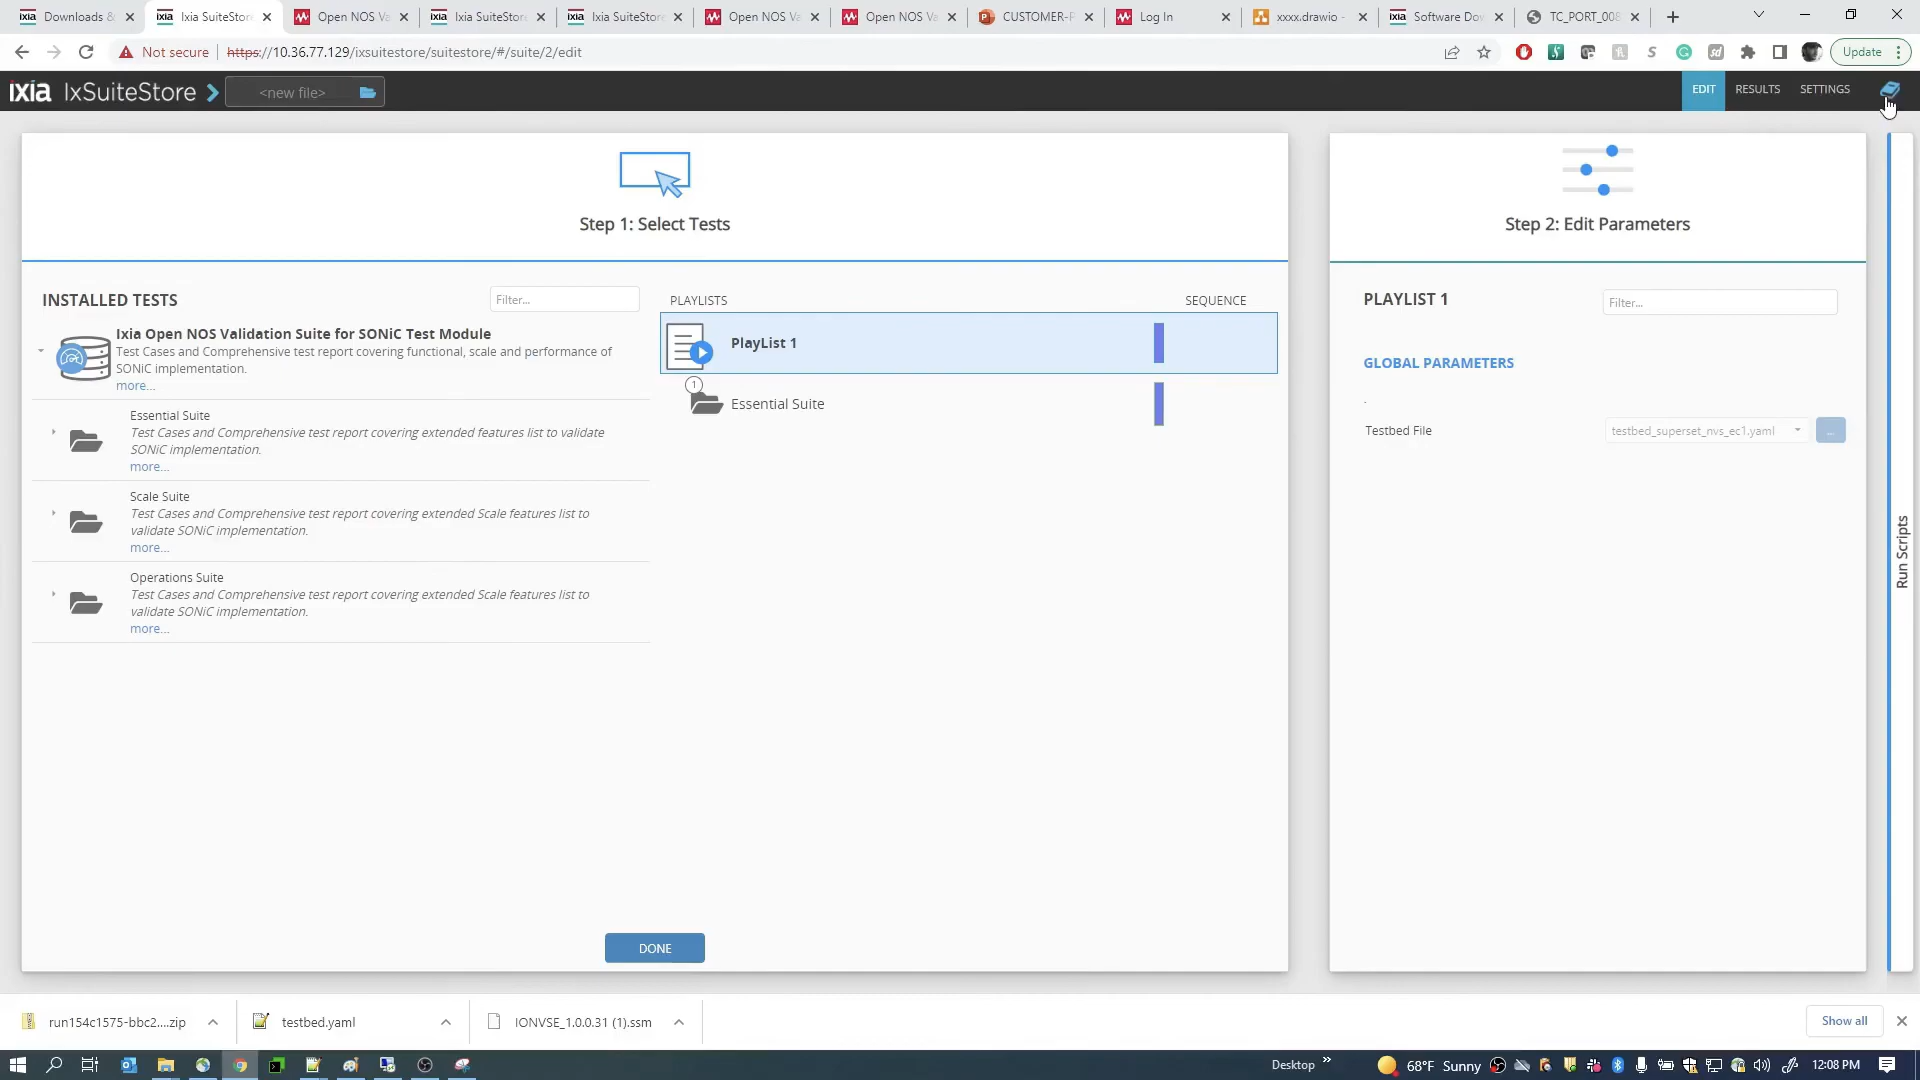 Downloads &
Ixia SuiteStore
Open NOS Va
Ixia SuiteStore
Ixia SuiteStore
Open NOS Va
Open NOS Va
CUSTOMER-F
Log In
xxxx.drawio -
Software Dow
TC_PORT_008
Not secure
https://10.36.77.129/ixsuitestore/suitestore/#/suite/2/edit
Update
ixia IxSuiteStore
<new file>
EDIT
RESULTS
SETTINGS
Step 1: Select Tests
Step 2: Edit Parameters
INSTALLED TESTS
Filter...
PLAYLISTS
SEQUENCE
PLAYLIST 1
Filter...
Ixia Open NOS Validation Suite for SONiC Test Module
Test Cases and Comprehensive test report covering functional, scale and performance of
SONiC implementation.
more...
PlayList 1
1
Essential Suite
GLOBAL PARAMETERS
.
Testbed File
testbed_superset_nvs_ec1.yaml
...
Essential Suite
Test Cases and Comprehensive test report covering extended features list to validate
SONiC implementation.
more...
Scale Suite
Test Cases and Comprehensive test report covering extended Scale features list to
validate SONiC implementation.
more...
Operations Suite
Test Cases and Comprehensive test report covering extended Scale features list to
validate SONiC implementation.
more...
Run Scripts
DONE
run154c1575-bbc2....zip
testbed.yaml
IONVSE_1.0.0.31 (1).ssm
Show all
Desktop
68°F Sunny
12:08 PM